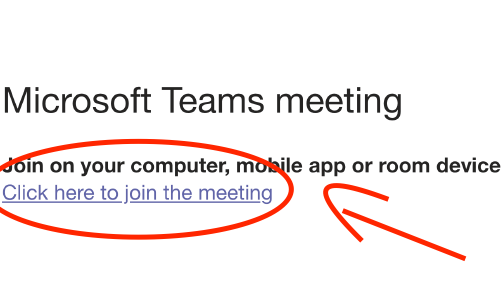 Microsoft Teams meeting
Join on your computer, mobile app or room device
Click here to join the meeting